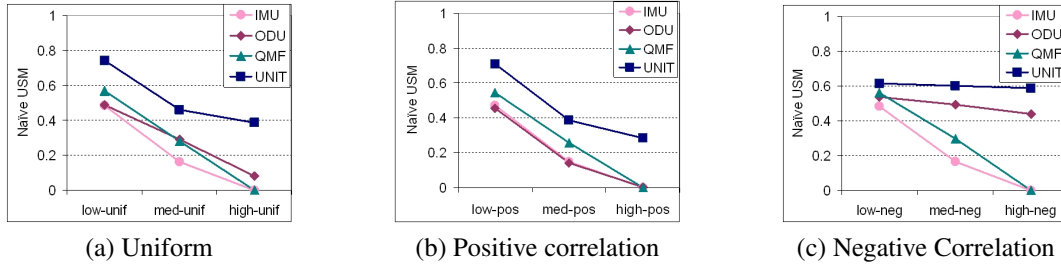 Naïve USM
1
0.8
0.6
0.4
0.2
0
low-unif med-unif high-unif
IMU
ODU
QMF
UNIT
(a) Uniform
Naïve USM
1
0.8
0.6
0.4
0.2
0
low-pos med-pos high-pos
IMU
ODU
QMF
UNIT
(b) Positive correlation
Naïve USM
1
0.8
0.6
0.4
0.2
0
low-neg med-neg high-neg
IMU
ODU
QMF
UNIT
(c) Negative Correlation